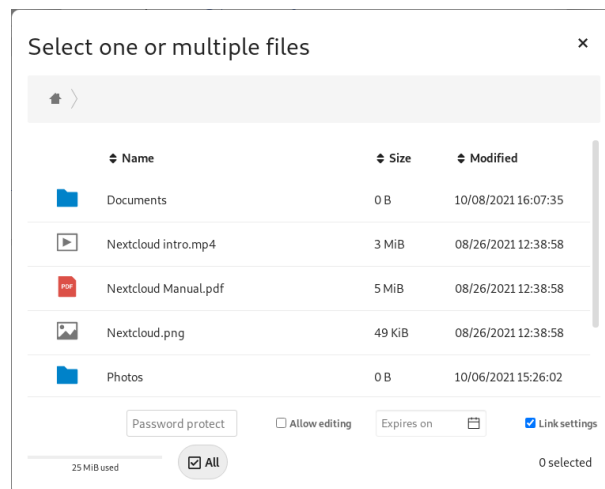 Select one or multiple files
Name Size Modified
Documents 0 B 10/08/2021 16:07:35
Nextcloud intro.mp4 3 MiB 08/26/2021 12:38:58
PDF Nextcloud Manual.pdf 5 MiB 08/26/2021 12:38:58
Nextcloud.png 49 KiB 08/26/2021 12:38:58
Photos 0 B 10/06/2021 15:26:02
Password protect Allow editing Expires on Link settings
25 MiB used All 0 selected